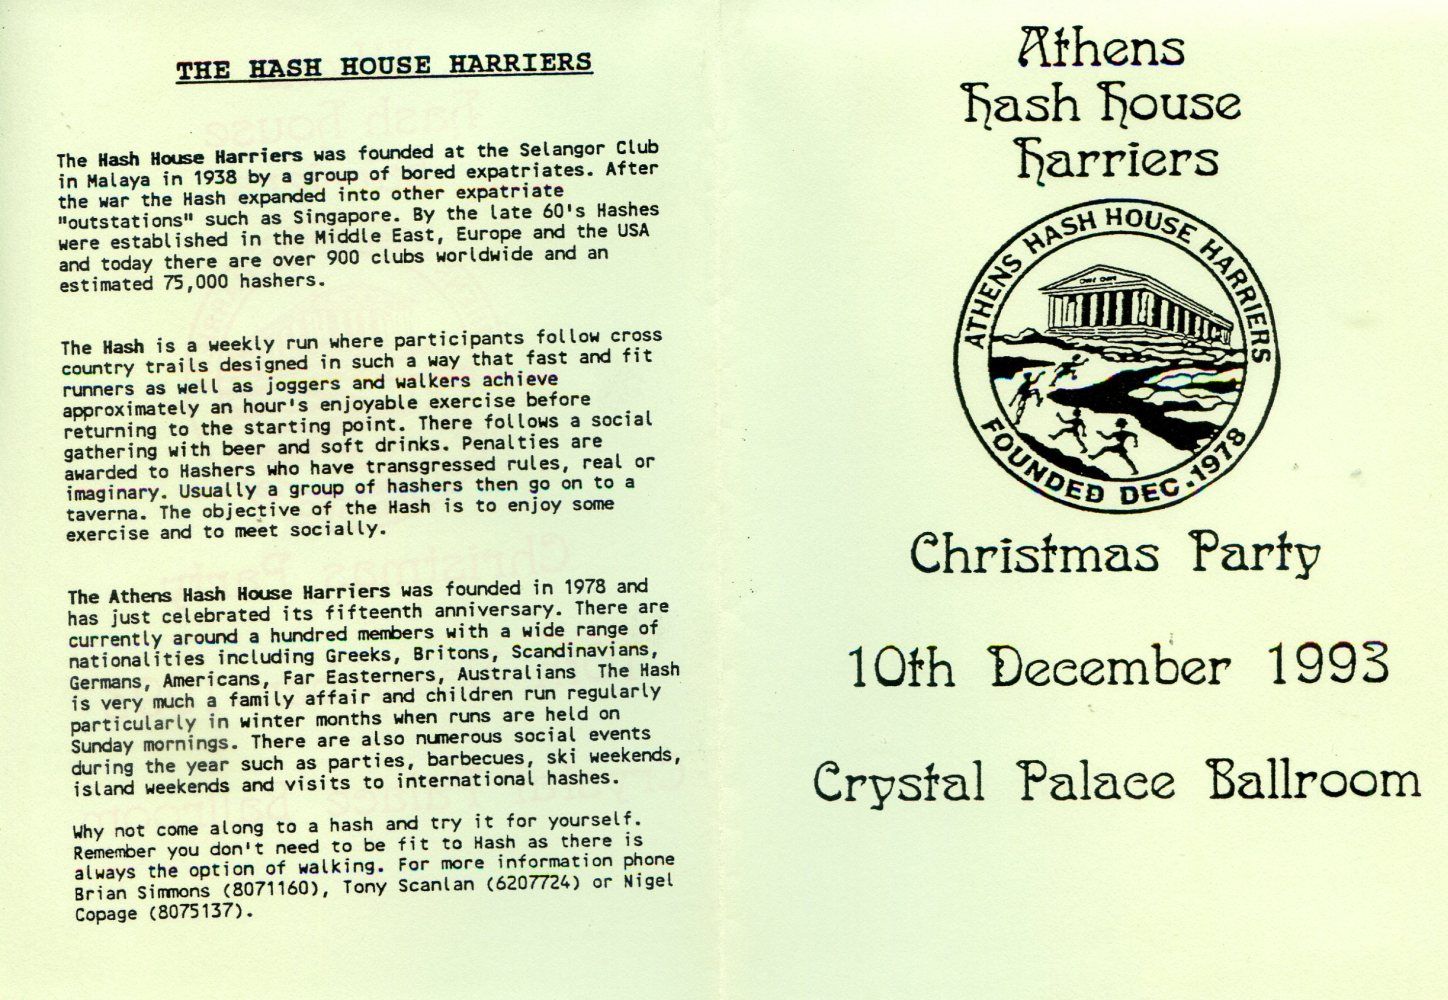 THE HASH HOUSE HARRIERS
The Hash House Harriers was founded at the Selangor Club
in Malaya in 1938 by a group of bored expatriates. After
the war the Hash expanded into other expatriate
"outstations" such as Singapore. By the late 60's Hashes
were established in the Middle East, Europe and the USA
and today there are over 900 clubs worldwide and an
estimated 75,000 hashers.
The Hash is a weekly run where participants follow cross
country trails designed in such a way that fast and fit
runners as well as joggers and walkers achieve
approximately an hour's enjoyable exercise before
returning to the starting point. There follows a social
gathering with beer and soft drinks. Penalties are
awarded to Hashers who have transgressed rules, real or
imaginary. Usually a group of hashers then go on to a
taverna. The objective of the Hash is to enjoy some
exercise and to meet socially.
The Athens Hash House Harriers was founded in 1978 and
has just celebrated its fifteenth anniversary. There are
currently around a hundred members with a wide range of
nationalities including Greeks, Britons, Scandinavians,
Germans, Americans, Far Easterners, Australians The Hash
is very much a family affair and children run regularly
particularly in winter months when runs are held on
Sunday mornings. There are also numerous social events
during the year such as parties, barbecues, ski weekends,
island weekends and visits to international hashes.
Why not come along to a hash and try it for yourself.
Remember you don't need to be fit to Hash as there is
always the option of walking. For more information phone
Brian Simmons (8071160), Tony Scanlan (6207724) or Nigel
Copage (8075137).
Athens
Hash House
Harriers
ATHENS HASH HOUSE HARRIERS
FOUNDED DEC. 1978
Christmas Party
10th December 1993
Crystal Palace Ballroom